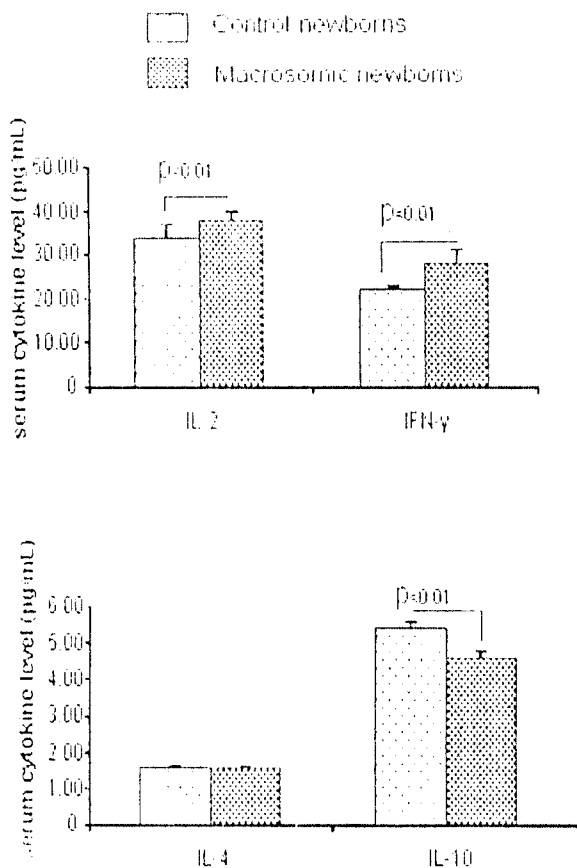 Control newborns
Macrosomic newborns
serum cytokine level (pg/mL)
50.00
40.00
30.00
20.00
10.00
0
p<0.01
p<0.01
IL-2
IFN-γ
serum cytokine level (pg/mL)
6.00
5.00
4.00
3.00
2.00
1.00
0
p<0.01
IL-4
IL-10